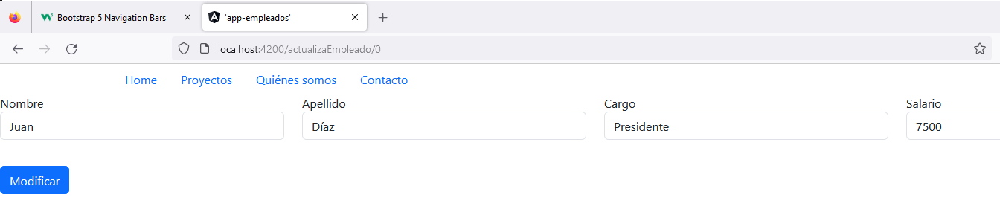 Bootstrap 5 Navigation Bars
'app-empleados'
localhost:4200/actualizaEmpleado/0
Home Proyectos Quiénes somos Contacto
Nombre Apellido Cargo Salario
Juan Díaz Presidente 7500
Modificar